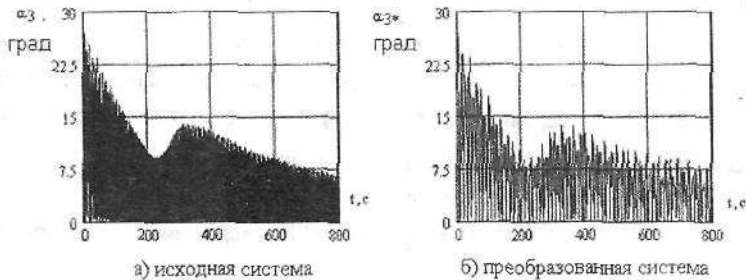 α₃,
град
30
22.5
15
7.5
0
0 200 400 600 800
t,c
а) исходная система
α₃*
град
30
22.5
15
7.5
0
0 200 400 600 800
t,c
б) преобразованная система